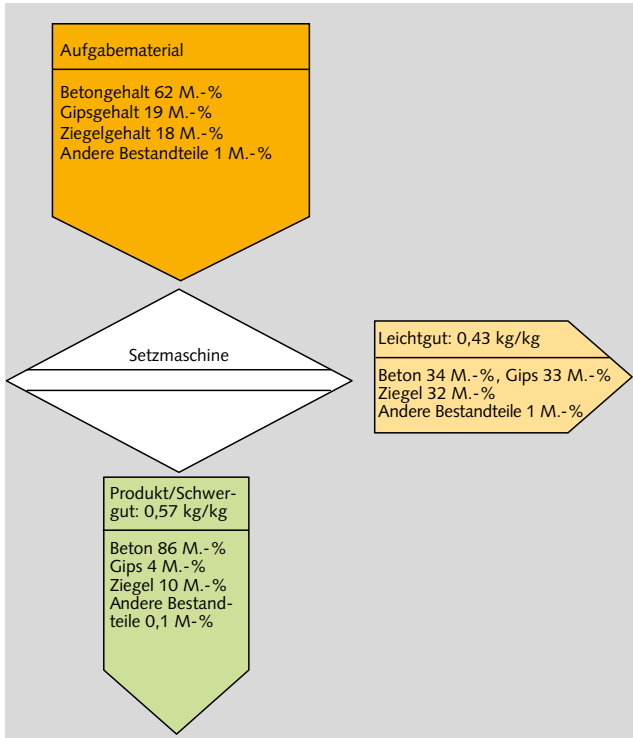 Aufgabematerial
Betongehalt 62 M.-%
Gipsgehalt 19 M.-%
Ziegelgehalt 18 M.-%
Andere Bestandteile 1 M.-%
Setzmaschine
Leichtgut: 0,43 kg/kg
Beton 34 M.-%, Gips 33 M.-%
Ziegel 32 M.-%
Andere Bestandteile 1 M.-%
Produkt/Schwer-
gut: 0,57 kg/kg
Beton 86 M.-%
Gips 4 M.-%
Ziegel 10 M.-%
Andere Bestand-
teile 0,1 M-%